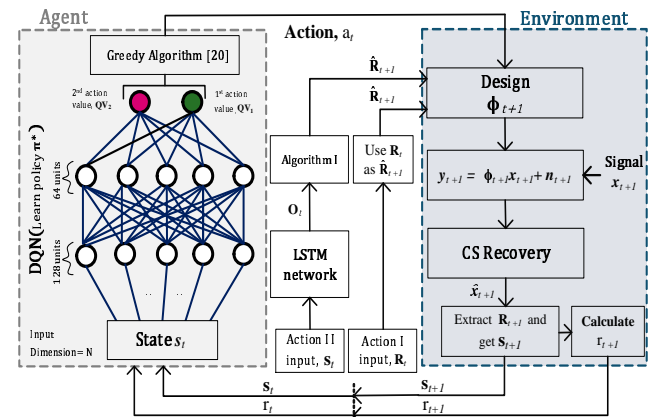 Agent
Environment
Greedy Algorithm [20]
Action, aₜ
2ⁿᵈ action
value, QV₂
1ˢᵗ action
value, QV₁
DQN(Learn policy π*)
64 units
128 units
.. ..
Input
Dimension= N
State sₜ
R̂ₜ₊₁
R̂ₜ₊₁
Algorithm I
Use Rₜ
as R̂ₜ₊₁
Oₜ
LSTM
network
Action II
input, Sₜ
Action I
input, Rₜ
Design
ϕₜ₊₁
yₜ₊₁ = ϕₜ₊₁xₜ₊₁+ nₜ₊₁
Signal
xₜ₊₁
CS Recovery
x̂ₜ₊₁
Extract Rₜ₊₁ and
get sₜ₊₁
Calculate
rₜ₊₁
sₜ
sₜ₊₁
rₜ
rₜ₊₁